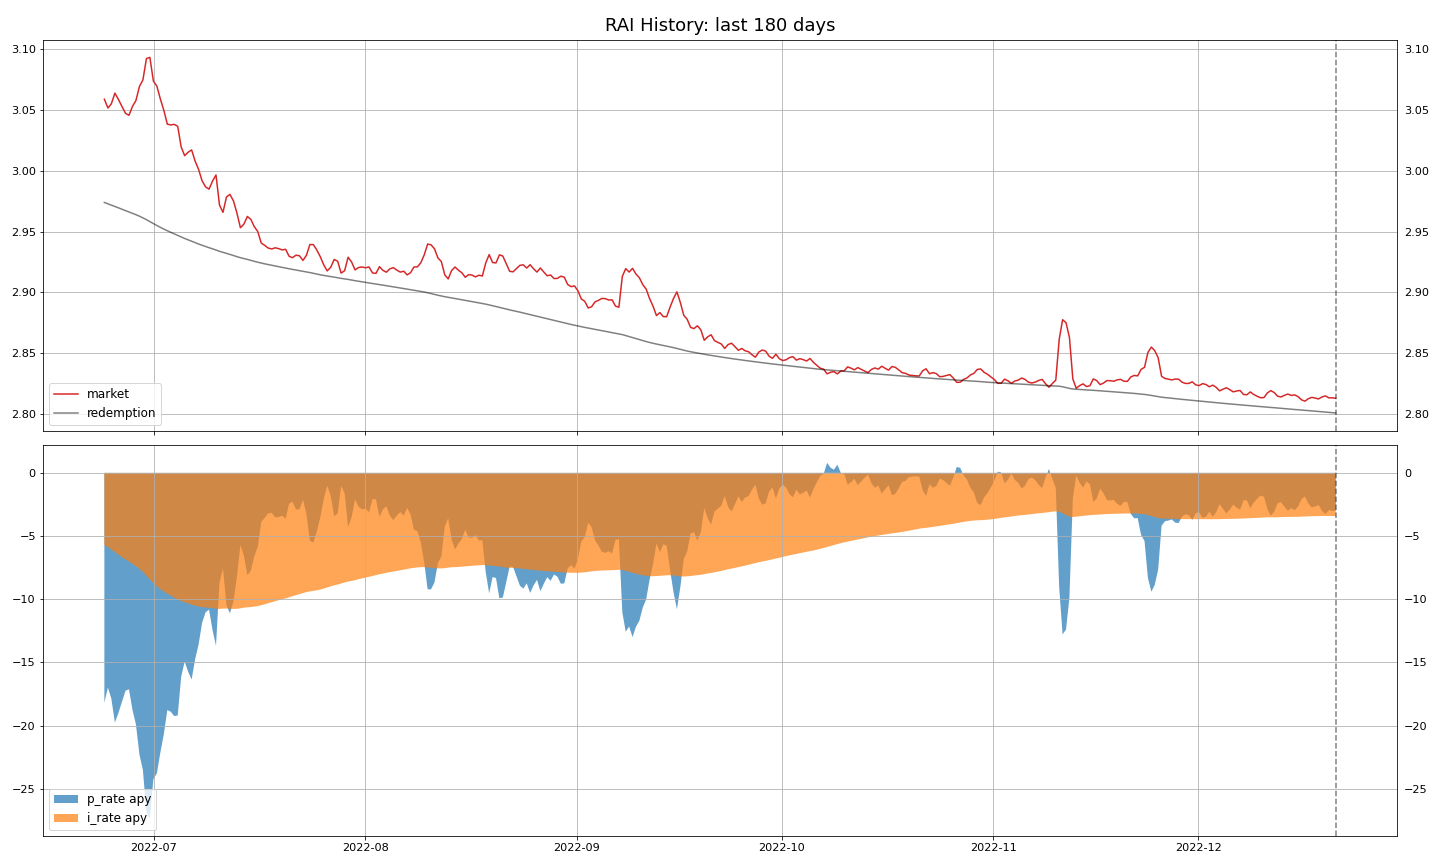 RAI History: last 180 days
3.10 3.10
3.05 3.05
3.00 3.00
2.95 2.95
2.90 2.90
2.85 2.85
2.80 2.80
market
redemption
0 0
−5 −5
−10 −10
−15 −15
−20 −20
−25 −25
p_rate apy
i_rate apy
2022-07 2022-08 2022-09 2022-10 2022-11 2022-12